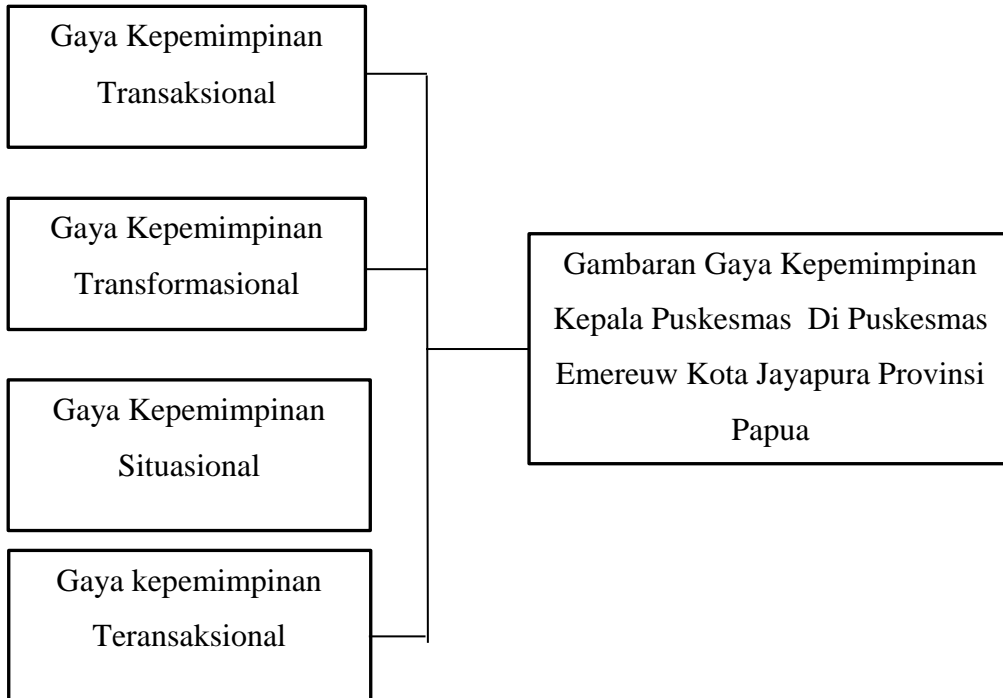 Gaya Kepemimpinan
Transaksional
Gaya Kepemimpinan
Transformasional
Gaya Kepemimpinan
Situasional
Gaya kepemimpinan
Teransaksional
Gambaran Gaya Kepemimpinan
Kepala Puskesmas Di Puskesmas
Emereuw Kota Jayapura Provinsi
Papua